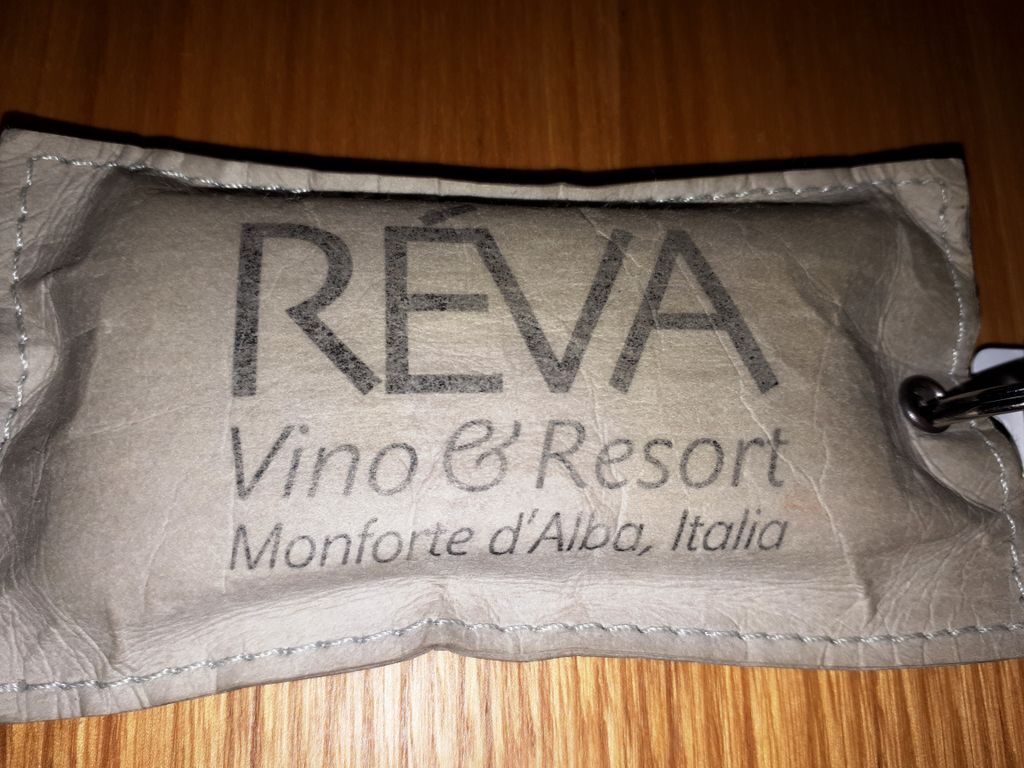 RÉVA
Vino & Resort
Monforte d'Alba, Italia